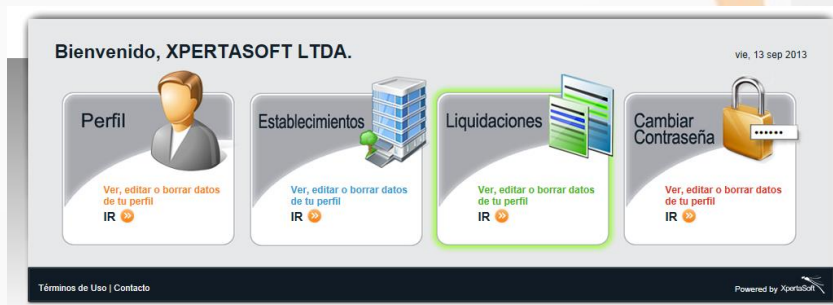 Bienvenido, XPERTASOFT LTDA.
vie, 13 sep 2013
Perfil
Ver, editar o borrar datos
de tu perfil
IR
Establecimientos
Ver, editar o borrar datos
de tu perfil
IR
Liquidaciones
Ver, editar o borrar datos
de tu perfil
IR
Cambiar
Contraseña
Ver, editar o borrar datos
de tu perfil
IR
Términos de Uso | Contacto
Powered by XpertaSoft